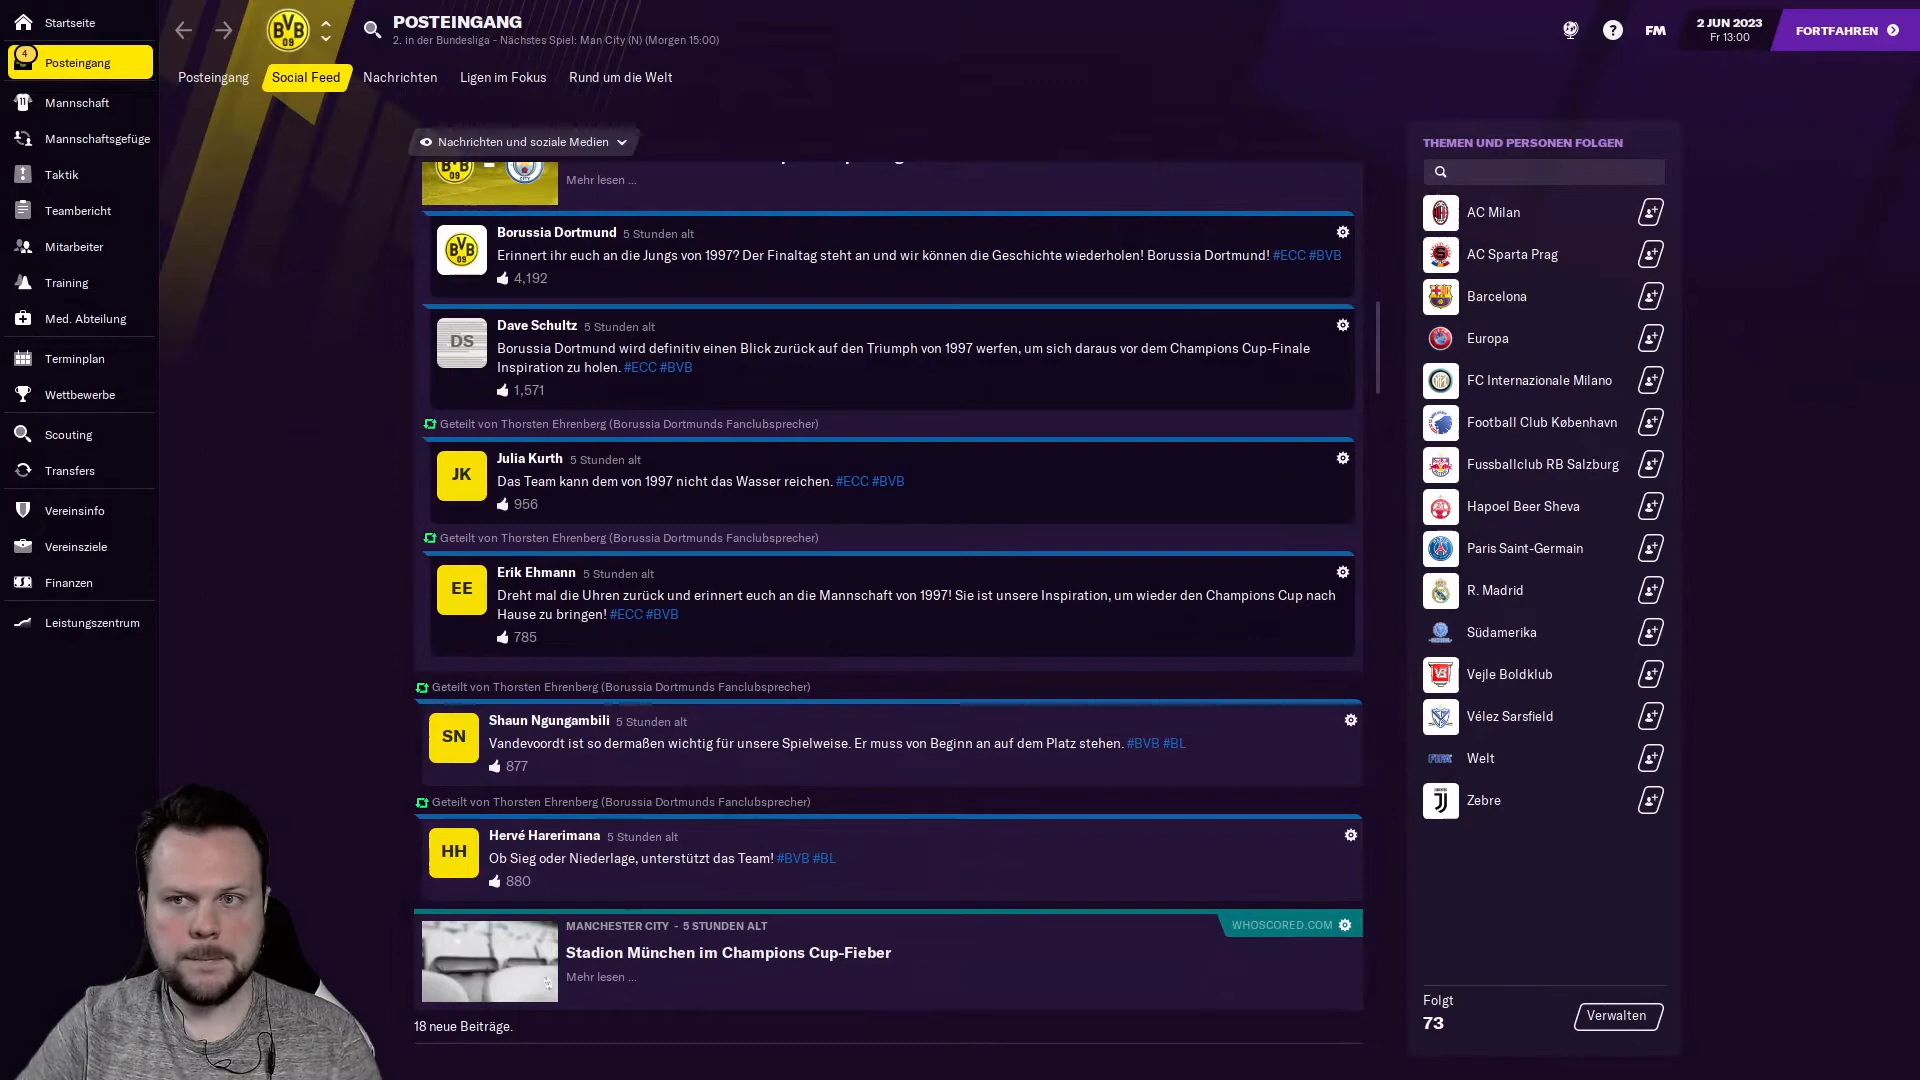 Startseite
4
Posteingang
Mannschaft
Mannschaftsgefüge
Taktik
Teambericht
Mitarbeiter
Training
Med. Abteilung
Terminplan
Wettbewerbe
Scouting
Transfers
Vereinsinfo
Vereinsziele
Finanzen
Leistungszentrum
BVB 09
POSTEINGANG
2. in der Bundesliga - Nächstes Spiel: Man City (N) (Morgen 15:00)
? FM
2 JUN 2023
Fr 13:00
FORTFAHREN
Posteingang Social Feed Nachrichten Ligen im Fokus Rund um die Welt
Nachrichten und soziale Medien
Mehr lesen ...
Borussia Dortmund 5 Stunden alt
Erinnert ihr euch an die Jungs von 1997? Der Finaltag steht an und wir können die Geschichte wiederholen! Borussia Dortmund! #ECC #BVB
4,192
DS
Dave Schultz 5 Stunden alt
Borussia Dortmund wird definitiv einen Blick zurück auf den Triumph von 1997 werfen, um sich daraus vor dem Champions Cup-Finale
Inspiration zu holen. #ECC #BVB
1,571
Geteilt von Thorsten Ehrenberg (Borussia Dortmunds Fanclubsprecher)
JK
Julia Kurth 5 Stunden alt
Das Team kann dem von 1997 nicht das Wasser reichen. #ECC #BVB
956
Geteilt von Thorsten Ehrenberg (Borussia Dortmunds Fanclubsprecher)
EE
Erik Ehmann 5 Stunden alt
Dreht mal die Uhren zurück und erinnert euch an die Mannschaft von 1997! Sie ist unsere Inspiration, um wieder den Champions Cup nach
Hause zu bringen! #ECC #BVB
785
Geteilt von Thorsten Ehrenberg (Borussia Dortmunds Fanclubsprecher)
SN
Shaun Ngungambili 5 Stunden alt
Vandevoordt ist so dermaßen wichtig für unsere Spielweise. Er muss von Beginn an auf dem Platz stehen. #BVB #BL
877
Geteilt von Thorsten Ehrenberg (Borussia Dortmunds Fanclubsprecher)
HH
Hervé Harerimana 5 Stunden alt
Ob Sieg oder Niederlage, unterstützt das Team! #BVB #BL
880
MANCHESTER CITY - 5 STUNDEN ALT
WHOSCORED.COM
Stadion München im Champions Cup-Fieber
Mehr lesen ...
18 neue Beiträge.
THEMEN UND PERSONEN FOLGEN
AC Milan
AC Sparta Prag
Barcelona
Europa
FC Internazionale Milano
Football Club København
Fussballclub RB Salzburg
Hapoel Beer Sheva
Paris Saint-Germain
R. Madrid
Südamerika
Vejle Boldklub
Vélez Sarsfield
Welt
Zebre
Folgt
73
Verwalten